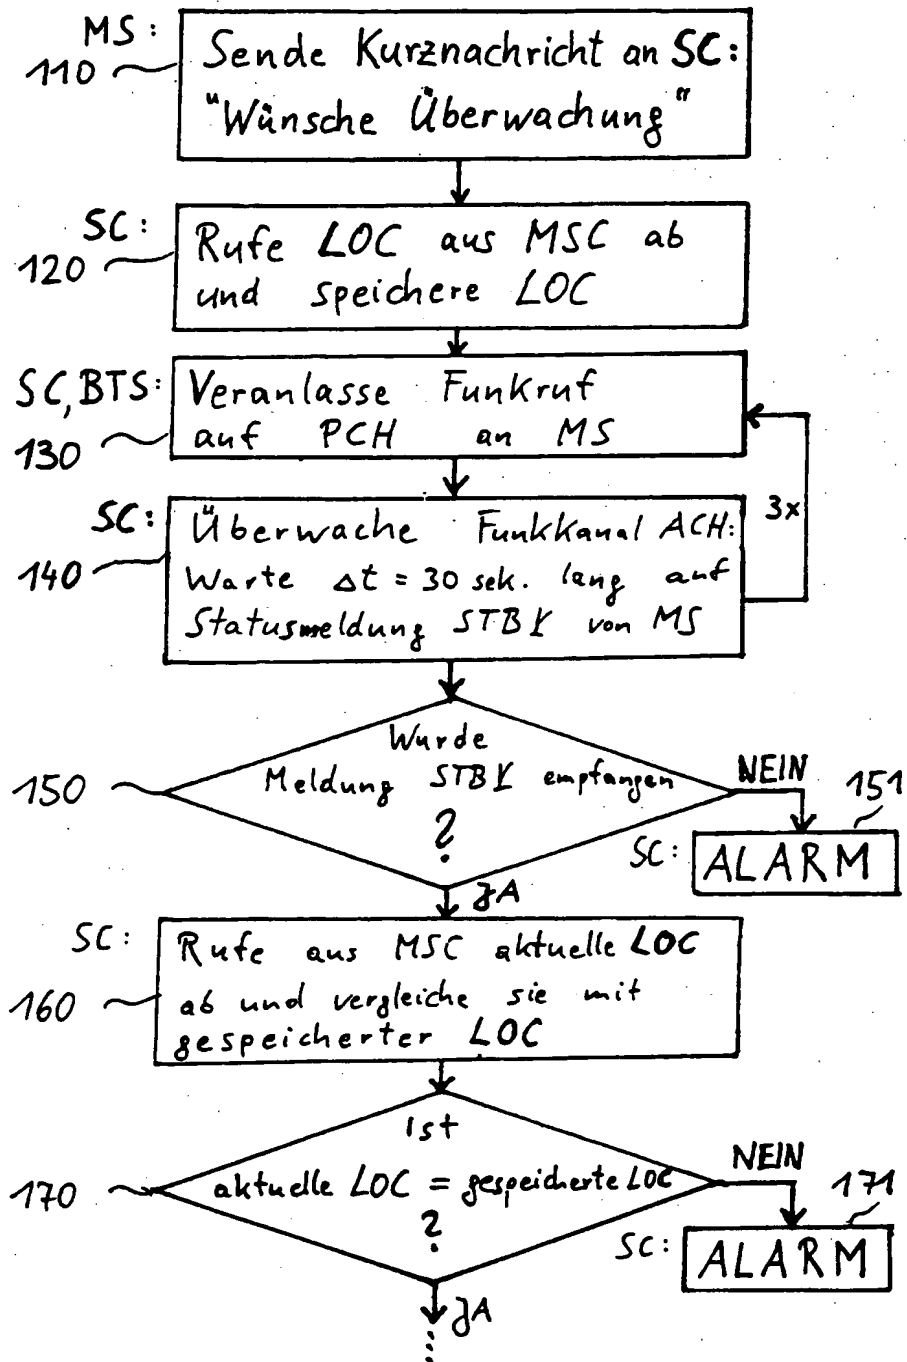 MS:
110
Sende Kurznachricht an SC:
"Wünsche Überwachung"
SC:
120
Rufe LOC aus MSC ab
und speichere LOC
SC, BTS:
130
Veranlasse Funkruf
auf PCH an MS
SC:
140
Überwache Funkkanal ACH:
Warte Δt = 30 sek. lang auf
Statusmeldung STBY von MS
3x
150
Wurde
Meldung STBY empfangen
?
NEIN
151
SC:
ALARM
JA
SC:
160
Rufe aus MSC aktuelle LOC
ab und vergleiche sie mit
gespeicherter LOC
170
Ist
aktuelle LOC = gespeicherte LOC
?
NEIN
171
SC:
ALARM
JA